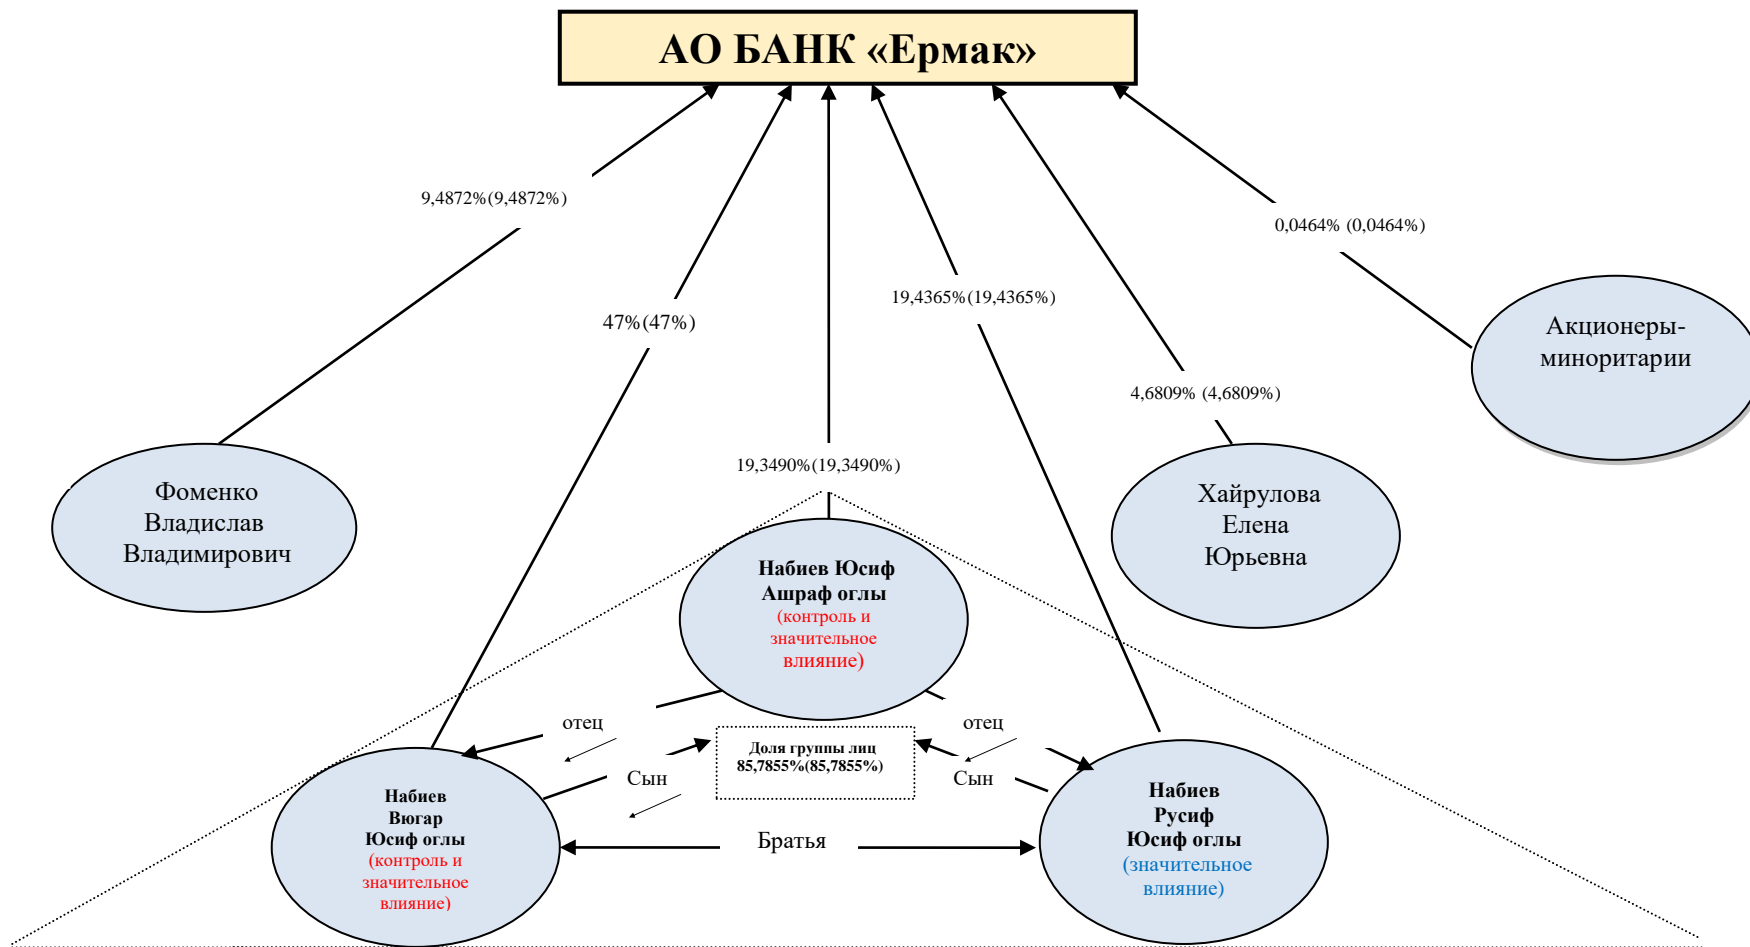 АО БАНК «Ермак»
9,4872%(9,4872%)
0,0464% (0,0464%)
19,4365%(19,4365%)
47%(47%)
Акционеры-
миноритарии
4,6809% (4,6809%)
19,3490%(19,3490%)
Фоменко
Владислав
Владимирович
Хайрулова
Елена
Юрьевна
Набиев Юсиф
Ашраф оглы
(контроль и
значительное
влияние)
отец
отец
Доля группы лиц
85,7855%(85,7855%)
Сын
Сын
Набиев
Вюгар
Юсиф оглы
(контроль и
значительное
влияние)
Братья
Набиев
Русиф
Юсиф оглы
(значительное
влияние)